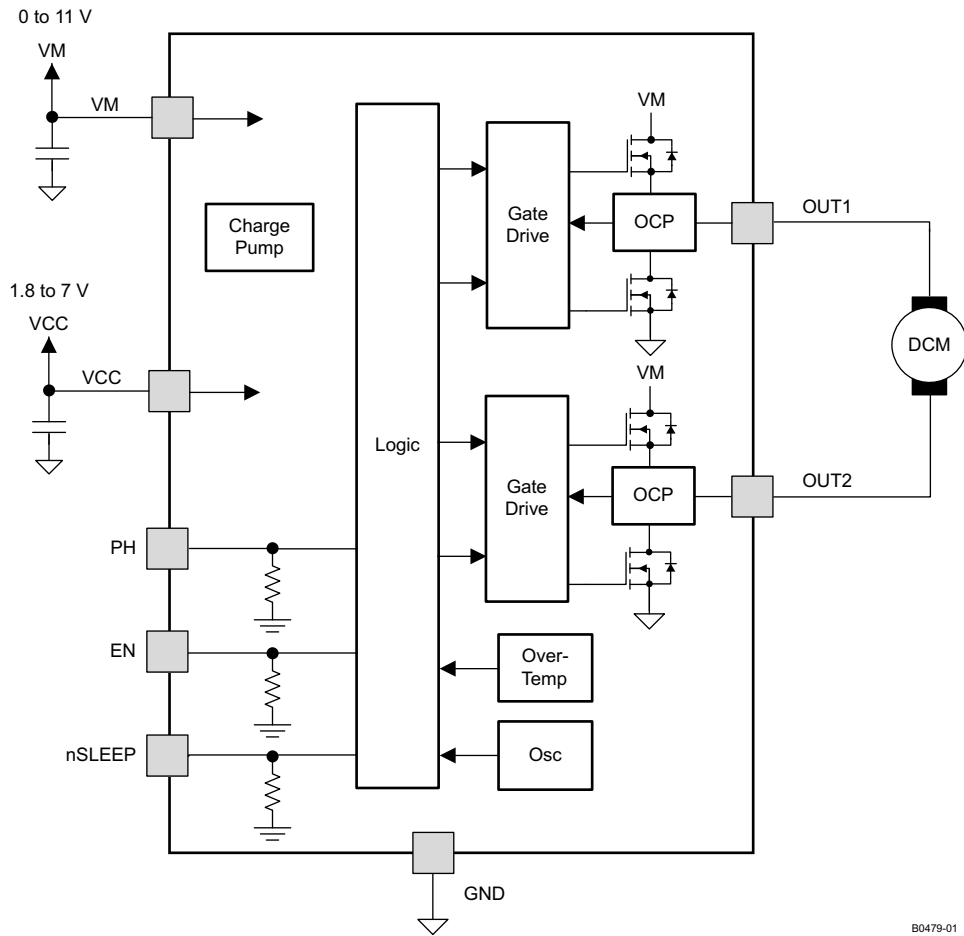 0 to 11 V
VM
VM
Charge
Pump
1.8 to 7 V
VCC
VCC
PH
EN
nSLEEP
Logic
Gate
Drive
VM
OCP
OUT1
DCM
VM
Gate
Drive
OCP
OUT2
Over-
Temp
Osc
GND
B0479-01